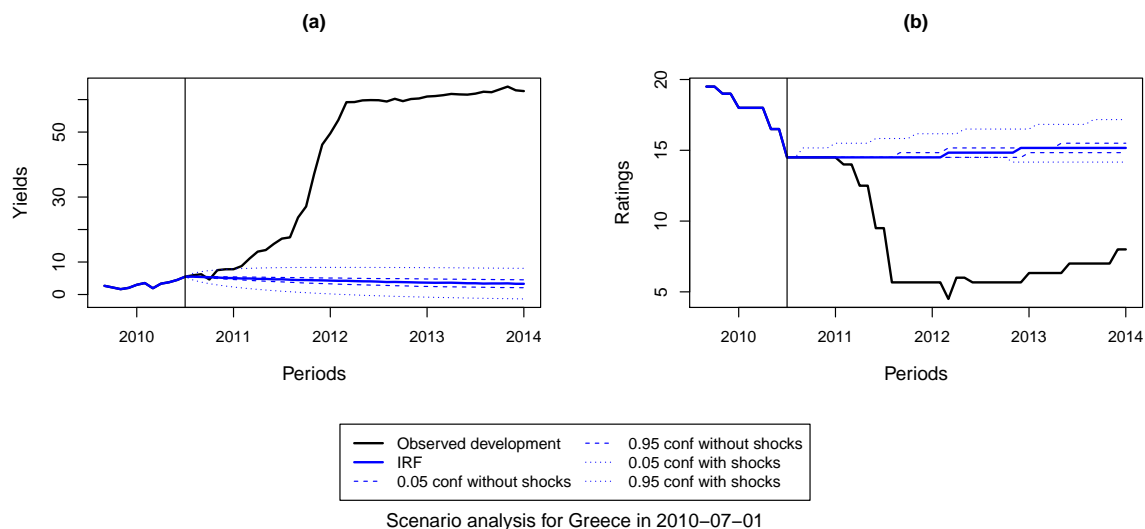 (a)
Yields
0 10 30 50
2010 2011 2012 2013 2014
Periods
(b)
Ratings
5 10 15 20
2010 2011 2012 2013 2014
Periods
Observed development
IRF
0.05 conf without shocks
0.95 conf without shocks
0.05 conf with shocks
0.95 conf with shocks
Scenario analysis for Greece in 2010−07−01